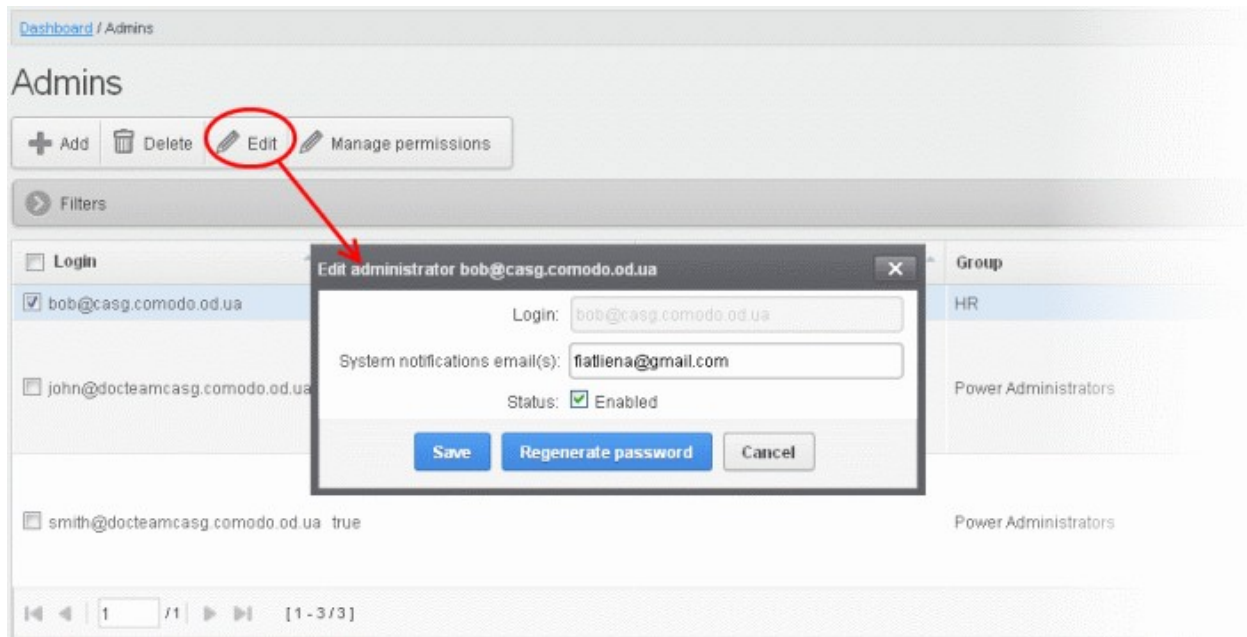 Dashboard / Admins
Admins
Add Delete Edit Manage permissions
Filters
Login Group
Edit administrator bob@casg.comodo.od.ua
bob@casg.comodo.od.ua HR
Login: bob@casg.comodo.od.ua
System notifications email(s): fiatliena@gmail.com
john@docteamcasg.comodo.od.ua Power Administrators
Status: Enabled
Save Regenerate password Cancel
smith@docteamcasg.comodo.od.ua true Power Administrators
1 /1 [1 - 3 / 3]